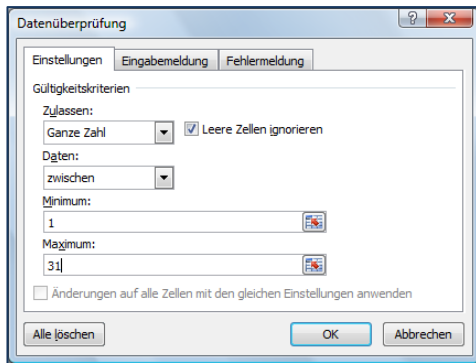 Datenüberprüfung
Einstellungen Eingabemeldung Fehlermeldung
Gültigkeitskriterien
Zulassen:
Ganze Zahl Leere Zellen ignorieren
Daten:
zwischen
Minimum:
1
Maximum:
31
Änderungen auf alle Zellen mit den gleichen Einstellungen anwenden
Alle löschen OK Abbrechen